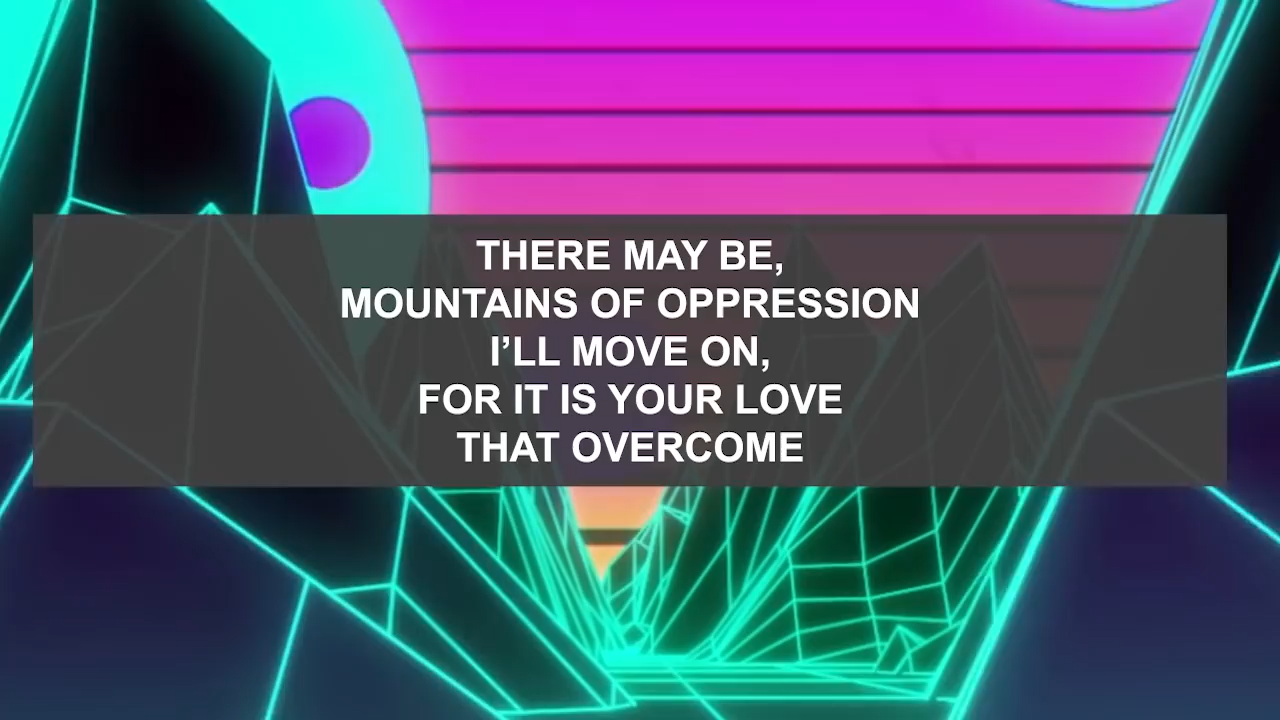 THERE MAY BE,
MOUNTAINS OF OPPRESSION
I’LL MOVE ON,
FOR IT IS YOUR LOVE
THAT OVERCOME